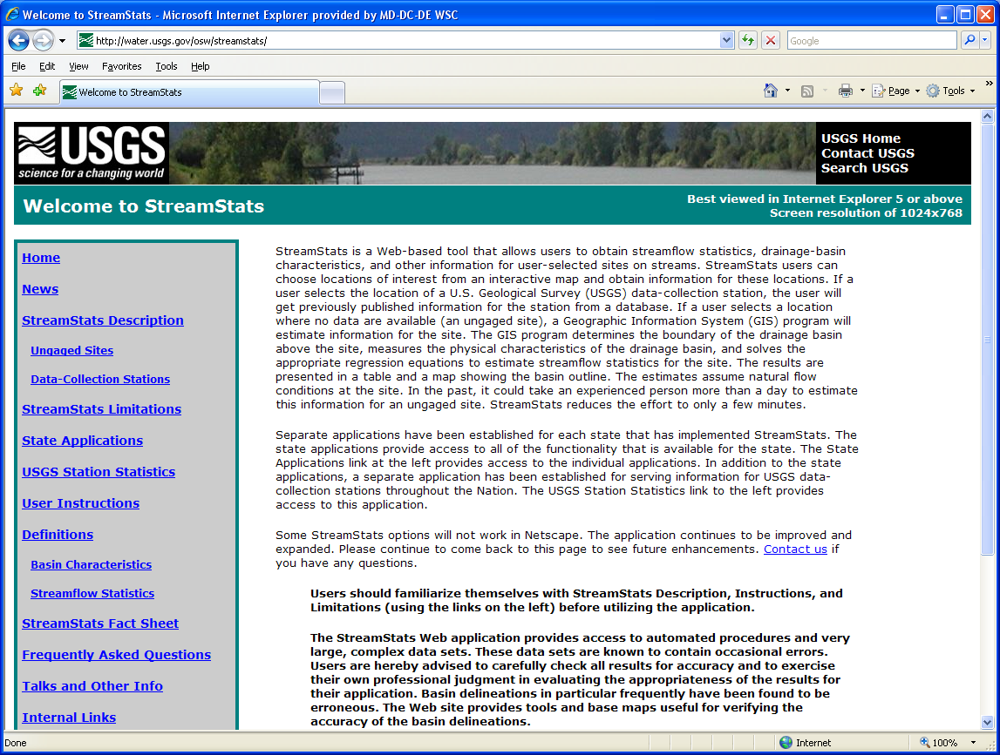 Welcome to StreamStats - Microsoft Internet Explorer provided by MD-DC-DE WSC
http://water.usgs.gov/osw/streamstats/
Google
File Edit View Favorites Tools Help
Welcome to StreamStats
Page Tools »
USGS
science for a changing world
USGS Home
Contact USGS
Search USGS
Welcome to StreamStats
Best viewed in Internet Explorer 5 or above
Screen resolution of 1024x768
Home
News
StreamStats Description
Ungaged Sites
Data-Collection Stations
StreamStats Limitations
State Applications
USGS Station Statistics
User Instructions
Definitions
Basin Characteristics
Streamflow Statistics
StreamStats Fact Sheet
Frequently Asked Questions
Talks and Other Info
Internal Links
StreamStats is a Web-based tool that allows users to obtain streamflow statistics, drainage-basin
characteristics, and other information for user-selected sites on streams. StreamStats users can
choose locations of interest from an interactive map and obtain information for these locations. If a
user selects the location of a U.S. Geological Survey (USGS) data-collection station, the user will
get previously published information for the station from a database. If a user selects a location
where no data are available (an ungaged site), a Geographic Information System (GIS) program will
estimate information for the site. The GIS program determines the boundary of the drainage basin
above the site, measures the physical characteristics of the drainage basin, and solves the
appropriate regression equations to estimate streamflow statistics for the site. The results are
presented in a table and a map showing the basin outline. The estimates assume natural flow
conditions at the site. In the past, it could take an experienced person more than a day to estimate
this information for an ungaged site. StreamStats reduces the effort to only a few minutes.
Separate applications have been established for each state that has implemented StreamStats. The
state applications provide access to all of the functionality that is available for the state. The State
Applications link at the left provides access to the individual applications. In addition to the state
applications, a separate application has been established for serving information for USGS data-
collection stations throughout the Nation. The USGS Station Statistics link to the left provides
access to this application.
Some StreamStats options will not work in Netscape. The application continues to be improved and
expanded. Please continue to come back to this page to see future enhancements. Contact us if
you have any questions.
Users should familiarize themselves with StreamStats Description, Instructions, and
Limitations (using the links on the left) before utilizing the application.
The StreamStats Web application provides access to automated procedures and very
large, complex data sets. These data sets are known to contain occasional errors.
Users are hereby advised to carefully check all results for accuracy and to exercise
their own professional judgment in evaluating the appropriateness of the results for
their application. Basin delineations in particular frequently have been found to be
erroneous. The Web site provides tools and base maps useful for verifying the
accuracy of the basin delineations.
Done
Internet
100%